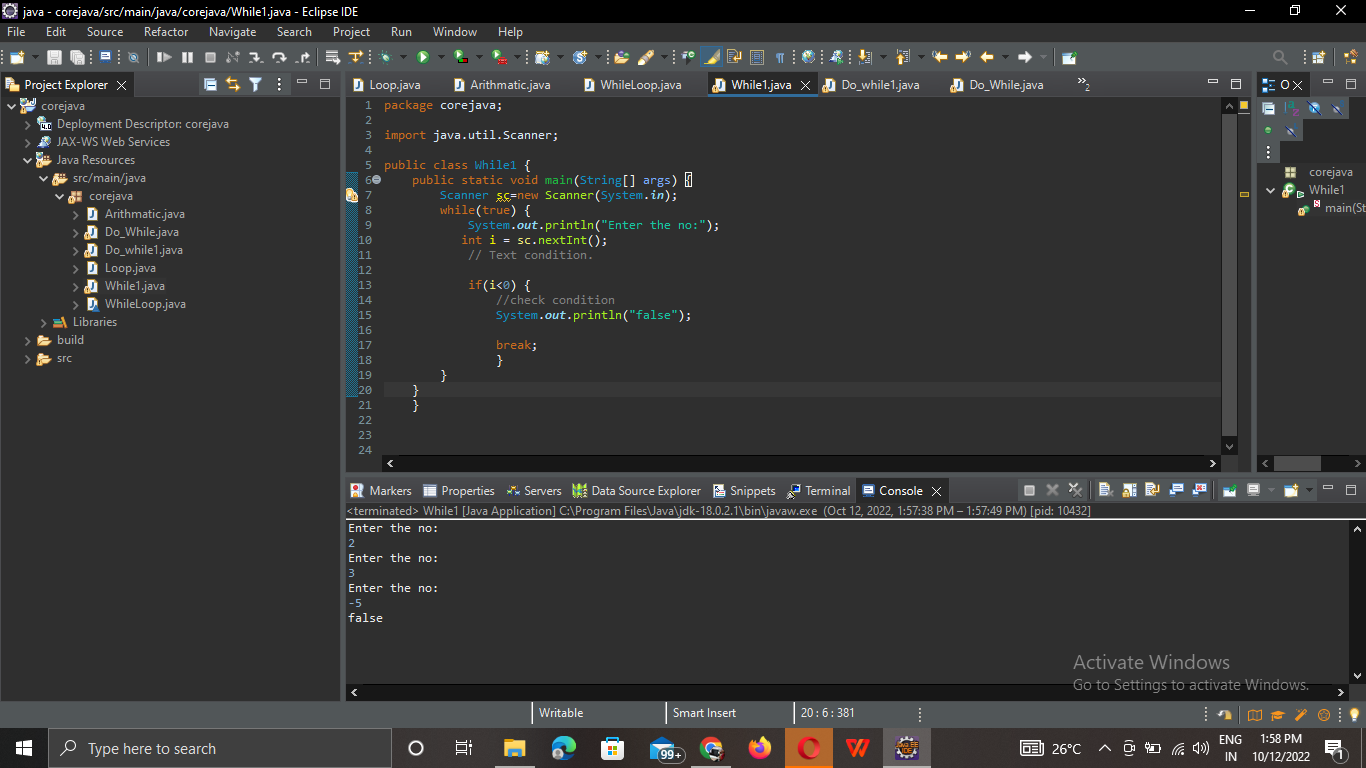 java - corejava/src/main/java/corejava/While1.java - Eclipse IDE
File Edit Source Refactor Navigate Search Project Run Window Help
Project Explorer
corejava
Deployment Descriptor: corejava
JAX-WS Web Services
Java Resources
src/main/java
corejava
Arithmatic.java
Do_While.java
Do_while1.java
Loop.java
While1.java
WhileLoop.java
Libraries
build
src
Loop.java Arithmatic.java WhileLoop.java While1.java Do_while1.java Do_While.java »2
1 package corejava;
2
3 import java.util.Scanner;
4
5 public class While1 {
6 public static void main(String[] args) {
7 Scanner sc=new Scanner(System.in);
8 while(true) {
9 System.out.println("Enter the no:");
10 int i = sc.nextInt();
11 // Text condition.
12
13 if(i<0) {
14 //check condition
15 System.out.println("false");
16
17 break;
18 }
19 }
20 }
21 }
22
23
24
O
corejava
While1
main(St
Markers Properties Servers Data Source Explorer Snippets Terminal Console
<terminated> While1 [Java Application] C:\Program Files\Java\jdk-18.0.2.1\bin\javaw.exe (Oct 12, 2022, 1:57:38 PM – 1:57:49 PM) [pid: 10432]
Enter the no:
2
Enter the no:
3
Enter the no:
-5
false
Activate Windows
Go to Settings to activate Windows.
Writable Smart Insert 20 : 6 : 381
Type here to search
99+
26°C
ENG
IN
1:58 PM
10/12/2022
1